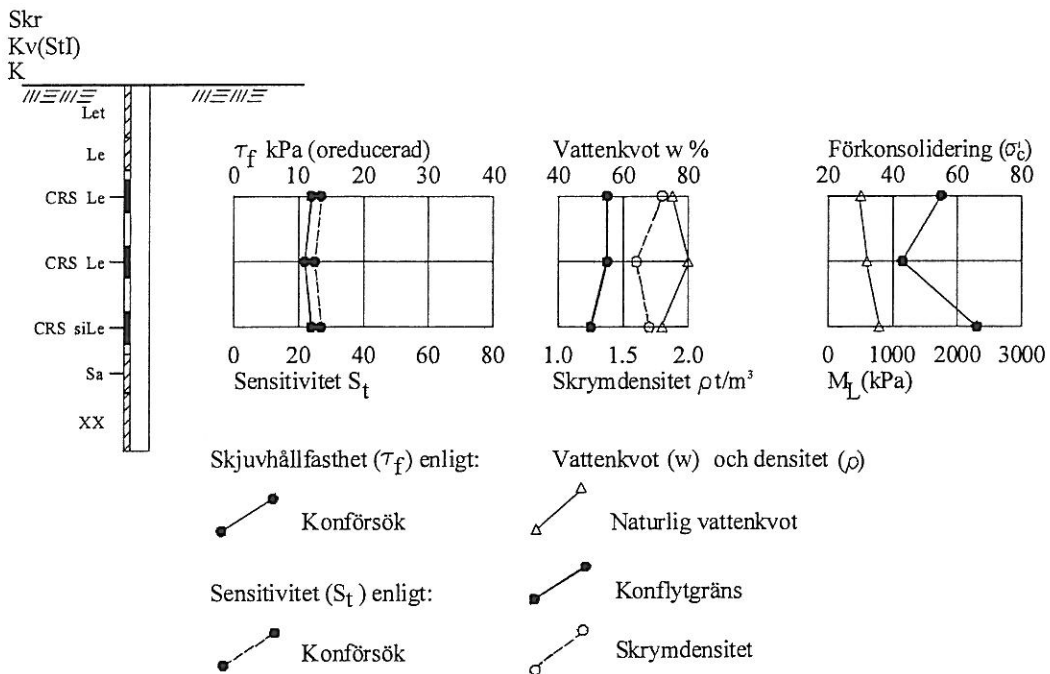 Skr
Kv(StI)
K
Let
Le
CRS Le
CRS Le
CRS siLe
Sa
XX
τf kPa (oreducerad)
0 10 20 30 40
0 20 40 60 80
Sensitivitet St
Vattenkvot w %
40 60 80
1.0 1.5 2.0
Skrymdensitet ρ t/m³
Förkonsolidering (σ'c)
20 40 60 80
0 1000 2000 3000
ML (kPa)
Skjuvhållfasthet (τf) enligt:
Konförsök
Sensitivitet (St) enligt:
Konförsök
Vattenkvot (w) och densitet (ρ)
Naturlig vattenkvot
Konflytgräns
Skrymdensitet